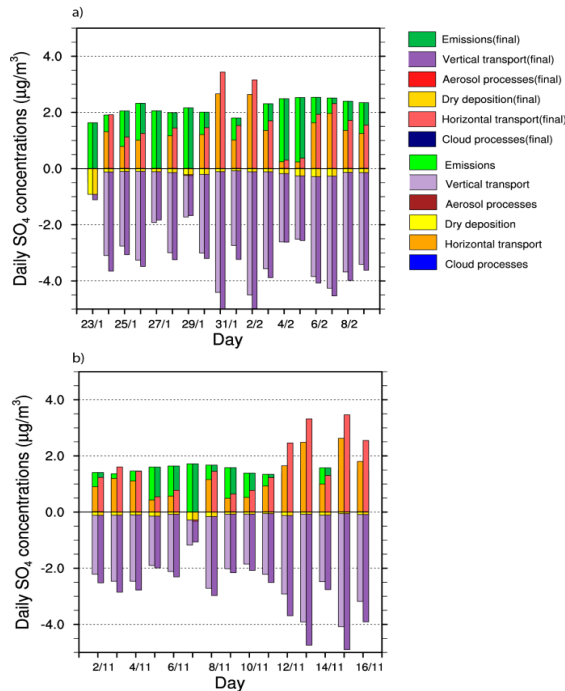 a)
Daily SO4 concentrations (µg/m3)
4.0
2.0
0.0
-2.0
-4.0
23/1 25/1 27/1 29/1 31/1 2/2 4/2 6/2 8/2
Day
Emissions(final)
Vertical transport(final)
Aerosol processes(final)
Dry deposition(final)
Horizontal transport(final)
Cloud processes(final)
Emissions
Vertical transport
Aerosol processes
Dry deposition
Horizontal transport
Cloud processes
b)
Daily SO4 concentrations (µg/m3)
4.0
2.0
0.0
-2.0
-4.0
2/11 4/11 6/11 8/11 10/11 12/11 14/11 16/11
Day